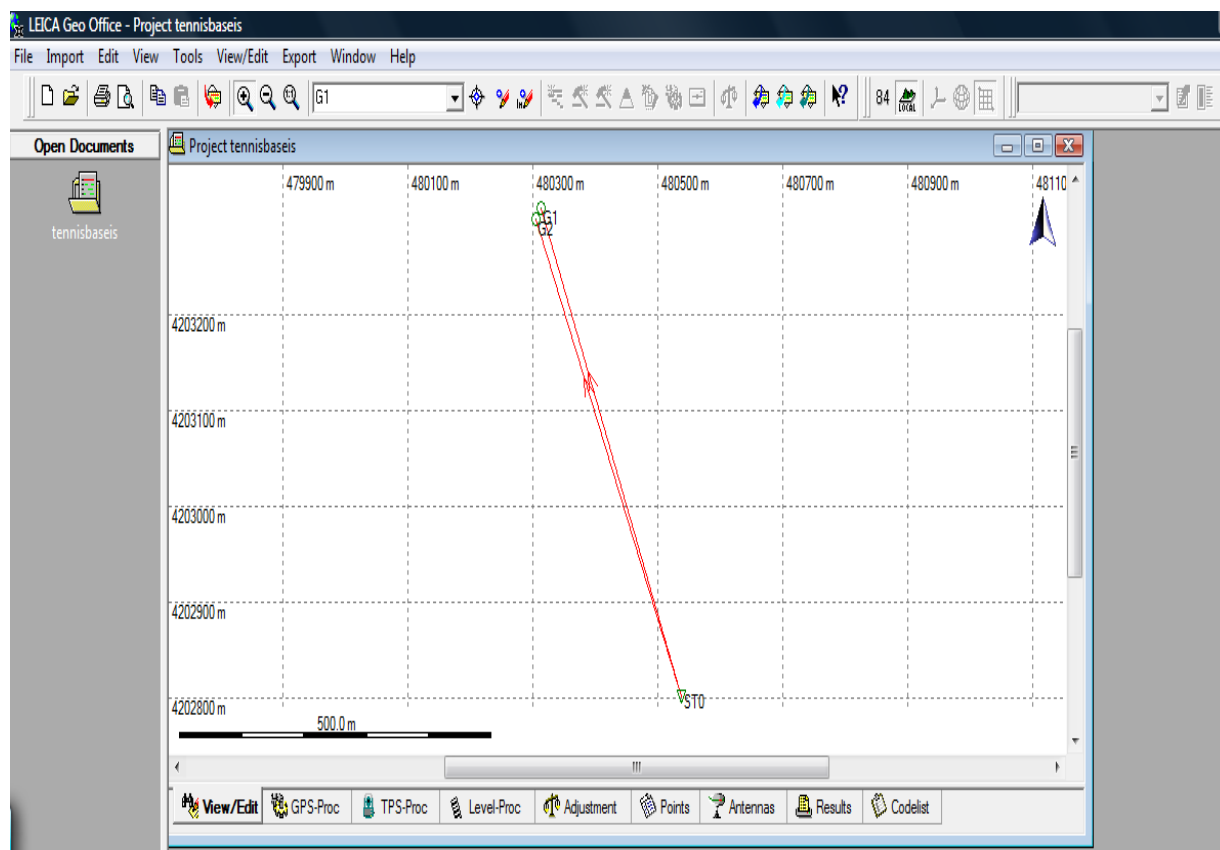 LEICA Geo Office - Project tennisbaseis
File Import Edit View Tools View/Edit Export Window Help
G1 84 LOCAL
Open Documents
Project tennisbaseis
tennisbaseis
479900 m 480100 m 480300 m 480500 m 480700 m 480900 m 48110
G1
G2
4203200 m
4203100 m
4203000 m
4202900 m
4202800 m
ST0
500.0 m
View/Edit GPS-Proc TPS-Proc Level-Proc Adjustment Points Antennas Results Codelist